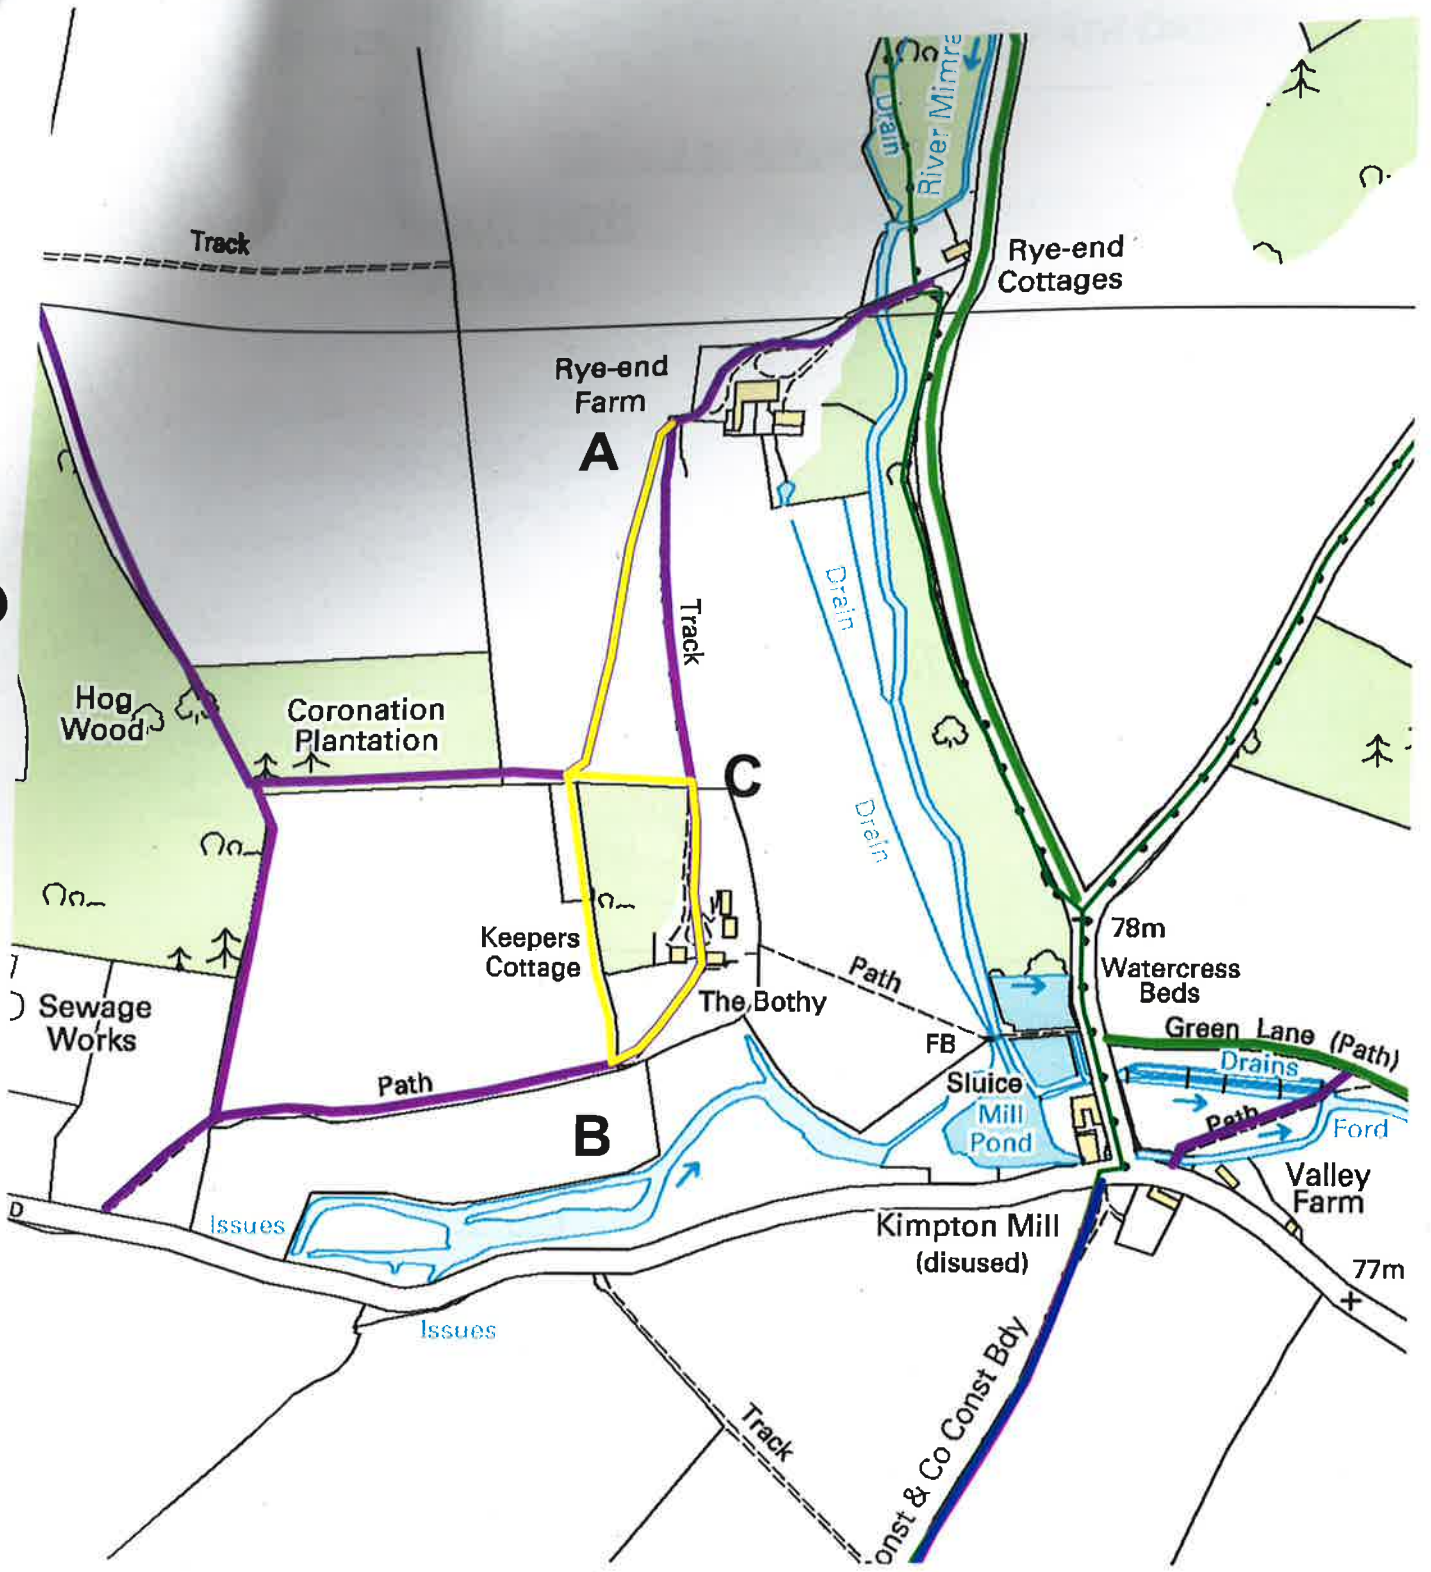 River Mimra
Drain
Track
Rye-end
Cottages
Rye-end
Farm
A
Drain
Track
Hog
Wood
Coronation
Plantation
C
Drain
Keepers
Cottage
78m
Path
Watercress
Beds
The Bothy
Sewage
Works
Green Lane (Path)
FB
Drains
Sluice
Path
Mill
Pond
Path
Ford
B
Valley
Farm
D
Issues
Kimpton Mill
(disused)
77m
Issues
onst & Co Const Bdy
Track